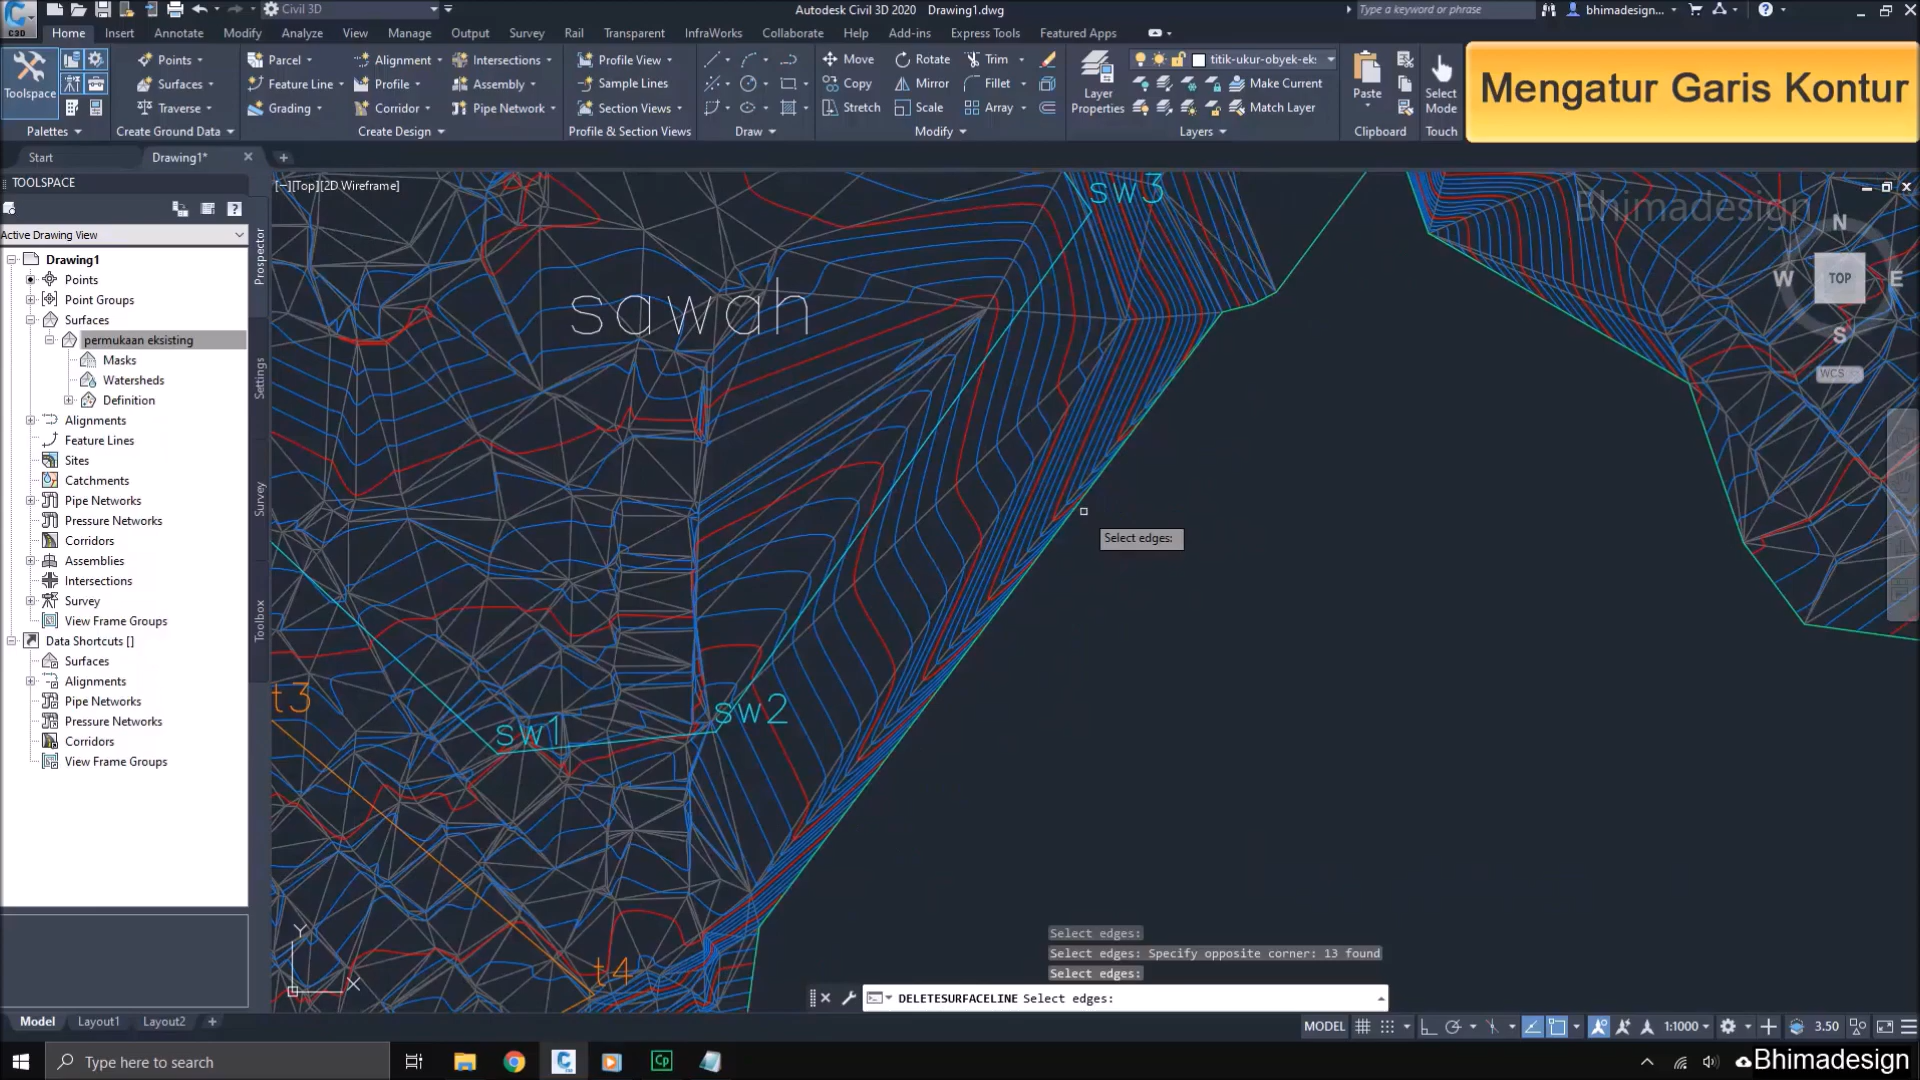 Civil 3D
Autodesk Civil 3D 2020 Drawing1.dwg
Type a keyword or phrase
bhimadesign...
C3D
Home Insert Annotate Modify Analyze View Manage Output Survey Rail Transparent InfraWorks Collaborate Help Add-ins Express Tools Featured Apps
Toolspace
Points
Surfaces
Traverse
Parcel
Feature Line
Grading
Alignment
Profile
Corridor
Intersections
Assembly
Pipe Network
Profile View
Sample Lines
Section Views
Move
Copy
Stretch
Rotate
Mirror
Scale
Trim
Fillet
Array
Layer
Properties
titik-ukur-obyek-ek:
Make Current
Match Layer
Paste
Select
Mode
Palettes
Create Ground Data
Create Design
Profile & Section Views
Draw
Modify
Layers
Clipboard
Touch
Mengatur Garis Kontur
Start
Drawing1*
TOOLSPACE
Active Drawing View
Drawing1
Points
Point Groups
Surfaces
permukaan eksisting
Masks
Watersheds
Definition
Alignments
Feature Lines
Sites
Catchments
Pipe Networks
Pressure Networks
Corridors
Assemblies
Intersections
Survey
View Frame Groups
Data Shortcuts []
Surfaces
Alignments
Pipe Networks
Pressure Networks
Corridors
View Frame Groups
Prospector
Settings
Survey
Toolbox
[−][Top][2D Wireframe]
sw3
sawah
Bhimadesign
N
W
TOP
E
S
WCS
Select edges:
sw2
sw1
t3
t4
Y
X
Select edges:
Select edges: Specify opposite corner: 13 found
Select edges:
DELETESURFACELINE Select edges:
Model
Layout1
Layout2
MODEL
1:1000
3.50
Type here to search
Cp
Bhimadesign